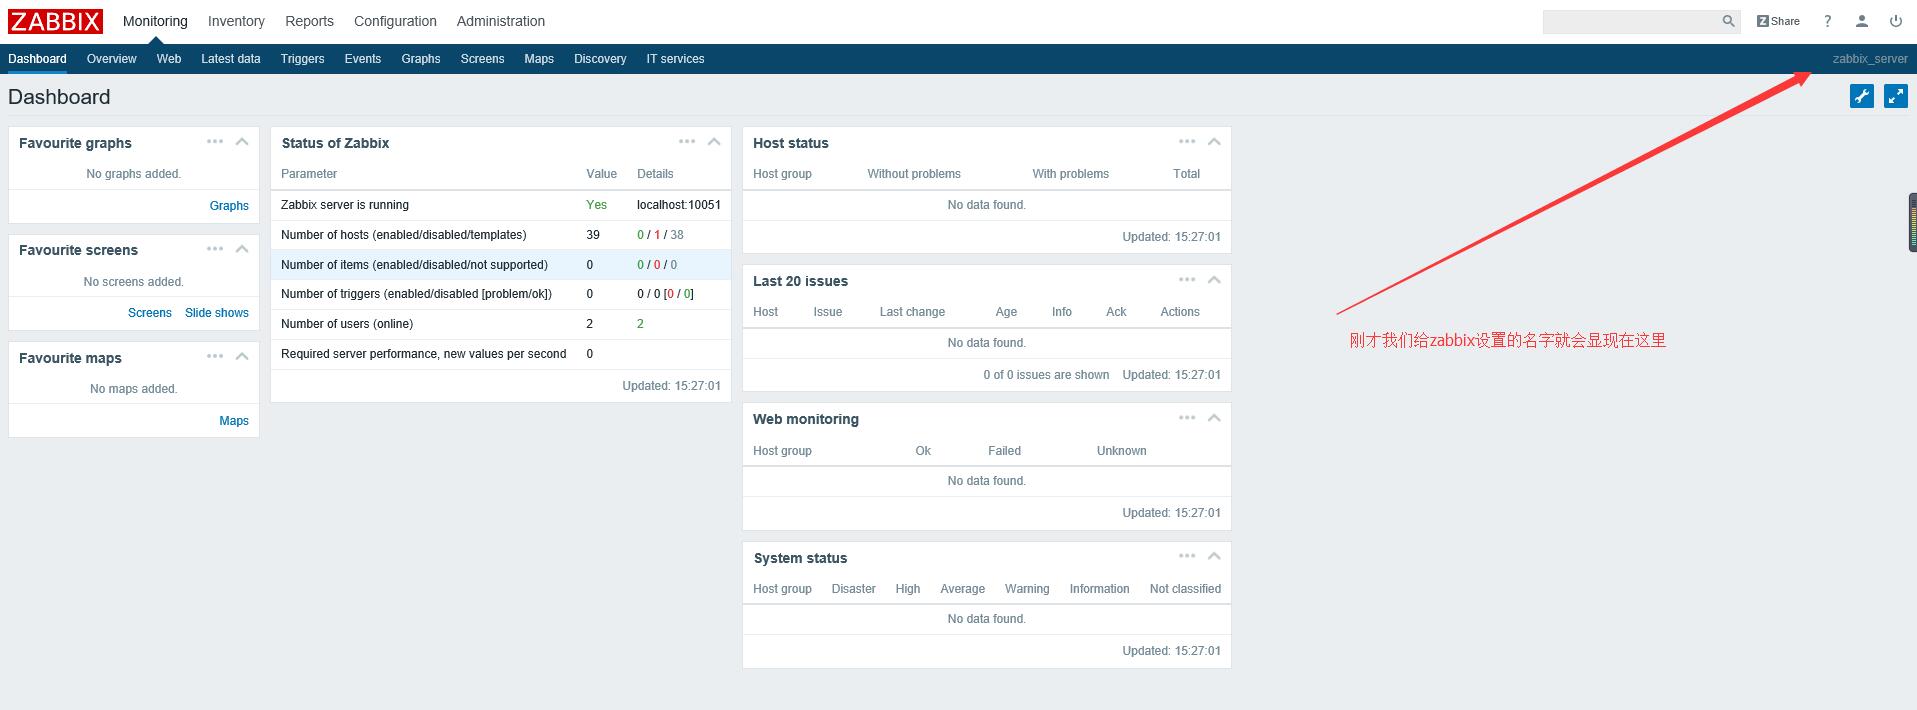 ZABBIX Monitoring Inventory Reports Configuration Administration Z Share ?
Dashboard Overview Web Latest data Triggers Events Graphs Screens Maps Discovery IT services zabbix_server
Dashboard
Favourite graphs
No graphs added.
Graphs
Favourite screens
No screens added.
Screens Slide shows
Favourite maps
No maps added.
Maps
Status of Zabbix
Parameter Value Details
Zabbix server is running Yes localhost:10051
Number of hosts (enabled/disabled/templates) 39 0 / 1 / 38
Number of items (enabled/disabled/not supported) 0 0 / 0 / 0
Number of triggers (enabled/disabled [problem/ok]) 0 0 / 0 [0 / 0]
Number of users (online) 2 2
Required server performance, new values per second 0
Updated: 15:27:01
Host status
Host group Without problems With problems Total
No data found.
Updated: 15:27:01
Last 20 issues
Host Issue Last change Age Info Ack Actions
No data found.
0 of 0 issues are shown Updated: 15:27:01
Web monitoring
Host group Ok Failed Unknown
No data found.
Updated: 15:27:01
System status
Host group Disaster High Average Warning Information Not classified
No data found.
Updated: 15:27:01
刚才我们给zabbix设置的名字就会显现在这里